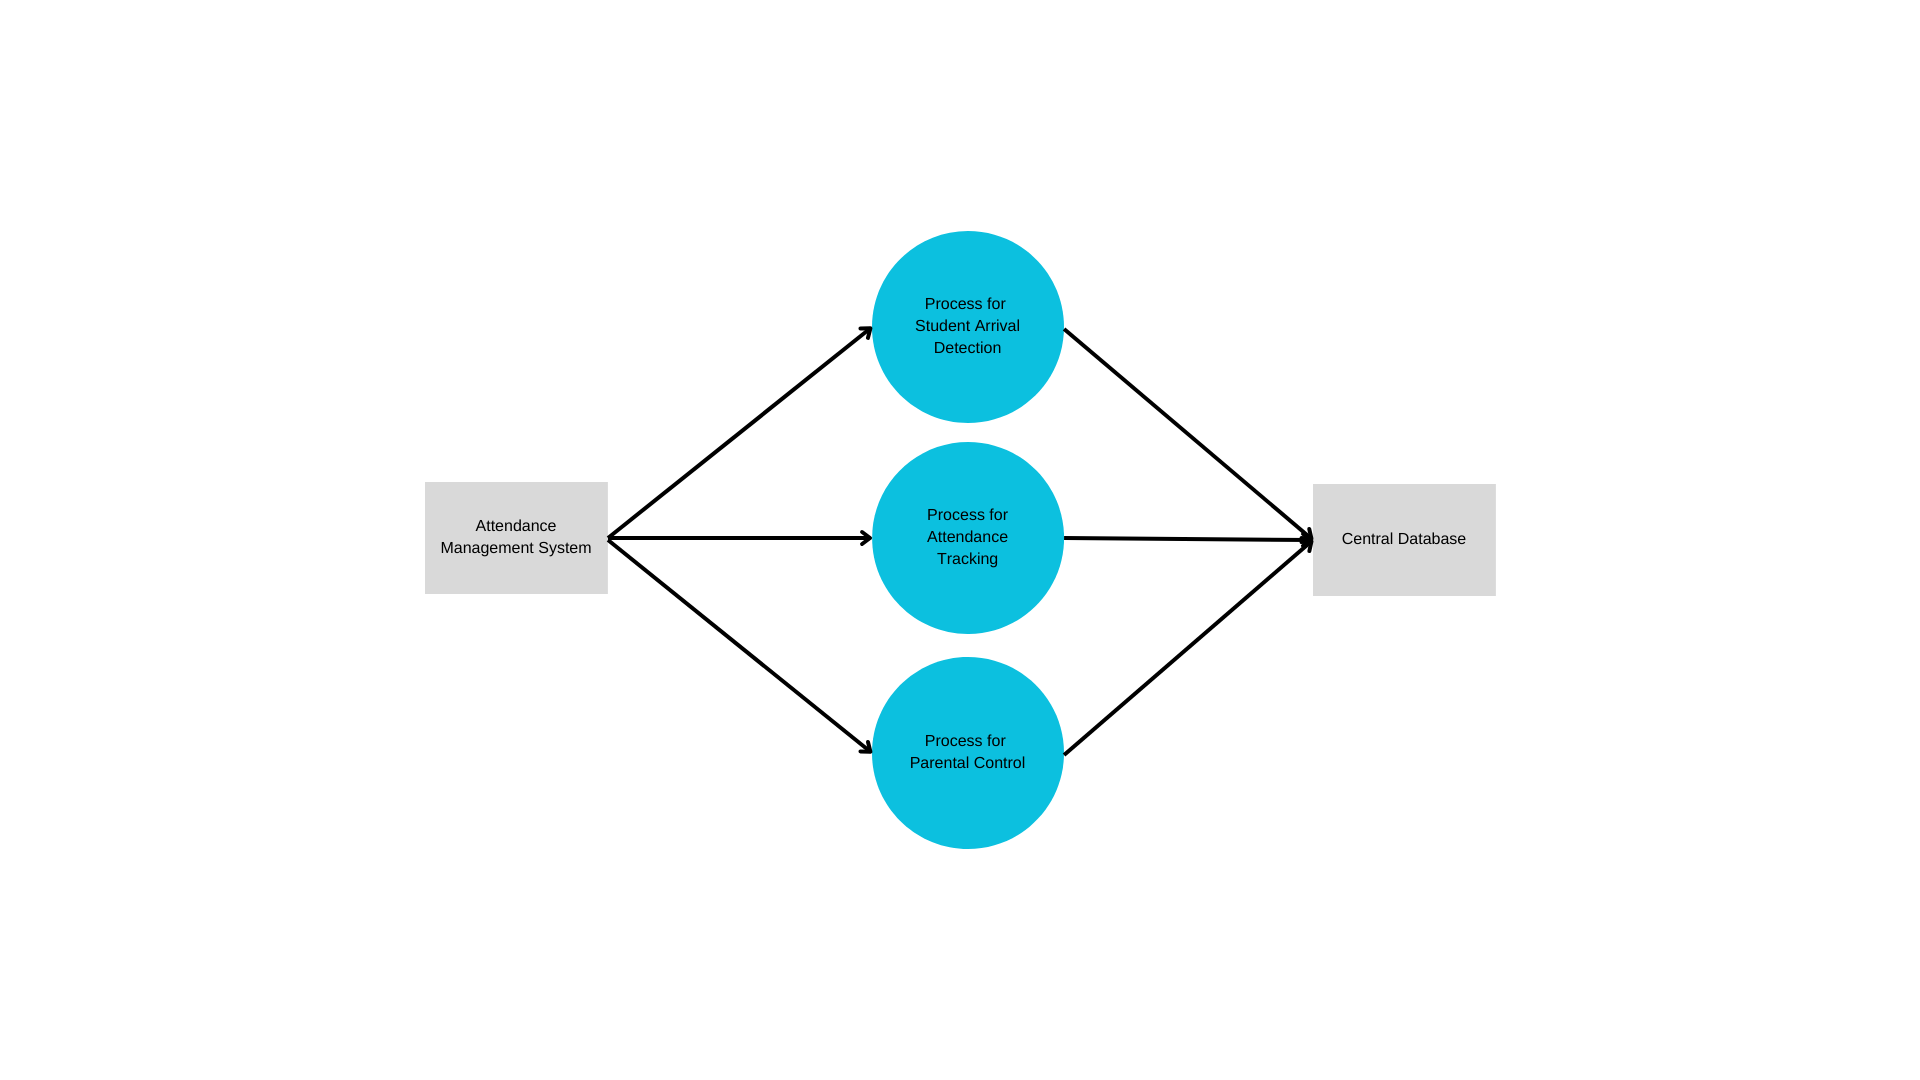 Process for
Student Arrival
Detection
Attendance
Management System
Process for
Attendance
Tracking
Central Database
Process for
Parental Control